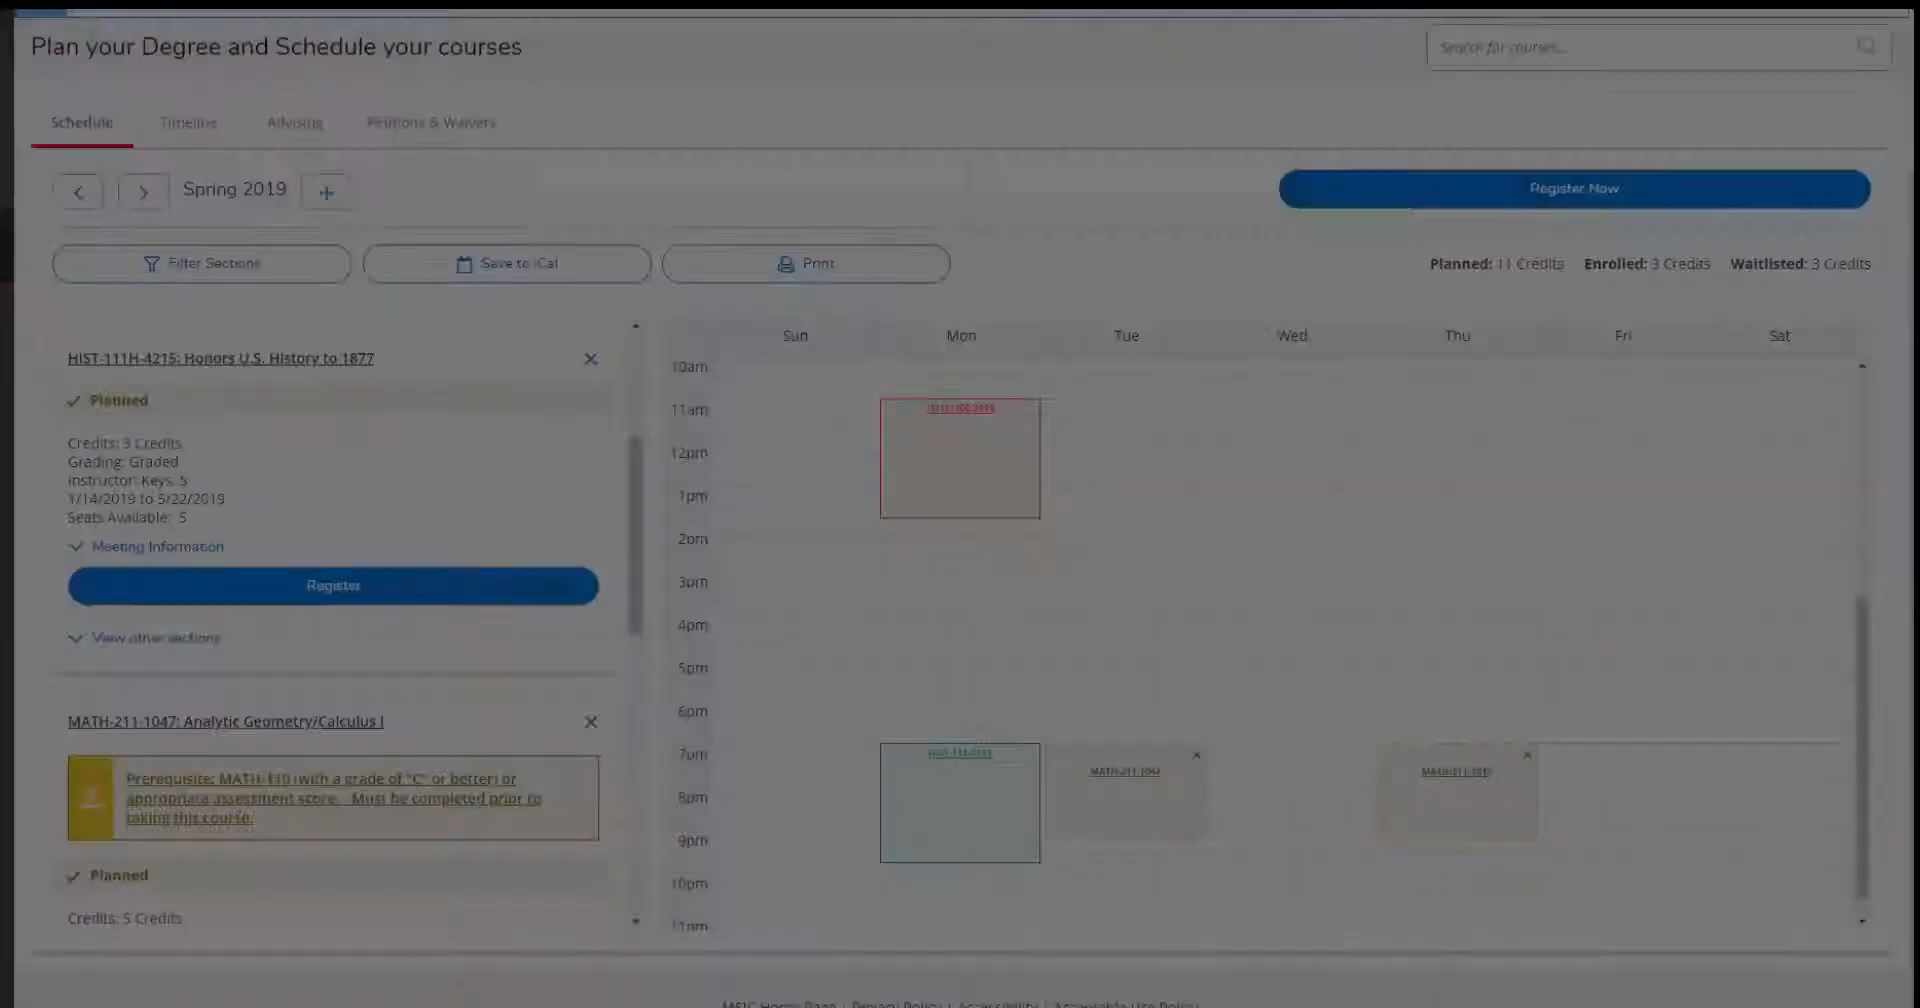 Plan your Degree and Schedule your courses
Search for courses...
Schedule
Timeline
Advising
Petitions & Waivers
Spring 2019
Register Now
Filter Sections
Save to iCal
Print
Planned: 11 Credits
Enrolled: 3 Credits
Waitlisted: 3 Credits
HIST-111H-4215: Honors U.S. History to 1877
Planned
Credits: 3 Credits
Grading: Graded
Instructor: Keys, S
1/14/2019 to 5/22/2019
Seats Available: 5
Meeting Information
Register
View other sections
MATH-211-1047: Analytic Geometry/Calculus I
Prerequisite: MATH-110 (with a grade of "C" or better) or
appropriate assessment score. Must be completed prior to
taking this course.
Planned
Credits: 5 Credits
Sun
Mon
Tue
Wed
Thu
Fri
Sat
10am
11am
12pm
1pm
2pm
3pm
4pm
5pm
6pm
7pm
8pm
9pm
10pm
11pm
MATH-211-1047
MATH-211-1047
Home Page | Privacy Policy | Accessibility | Acceptable Use Policy